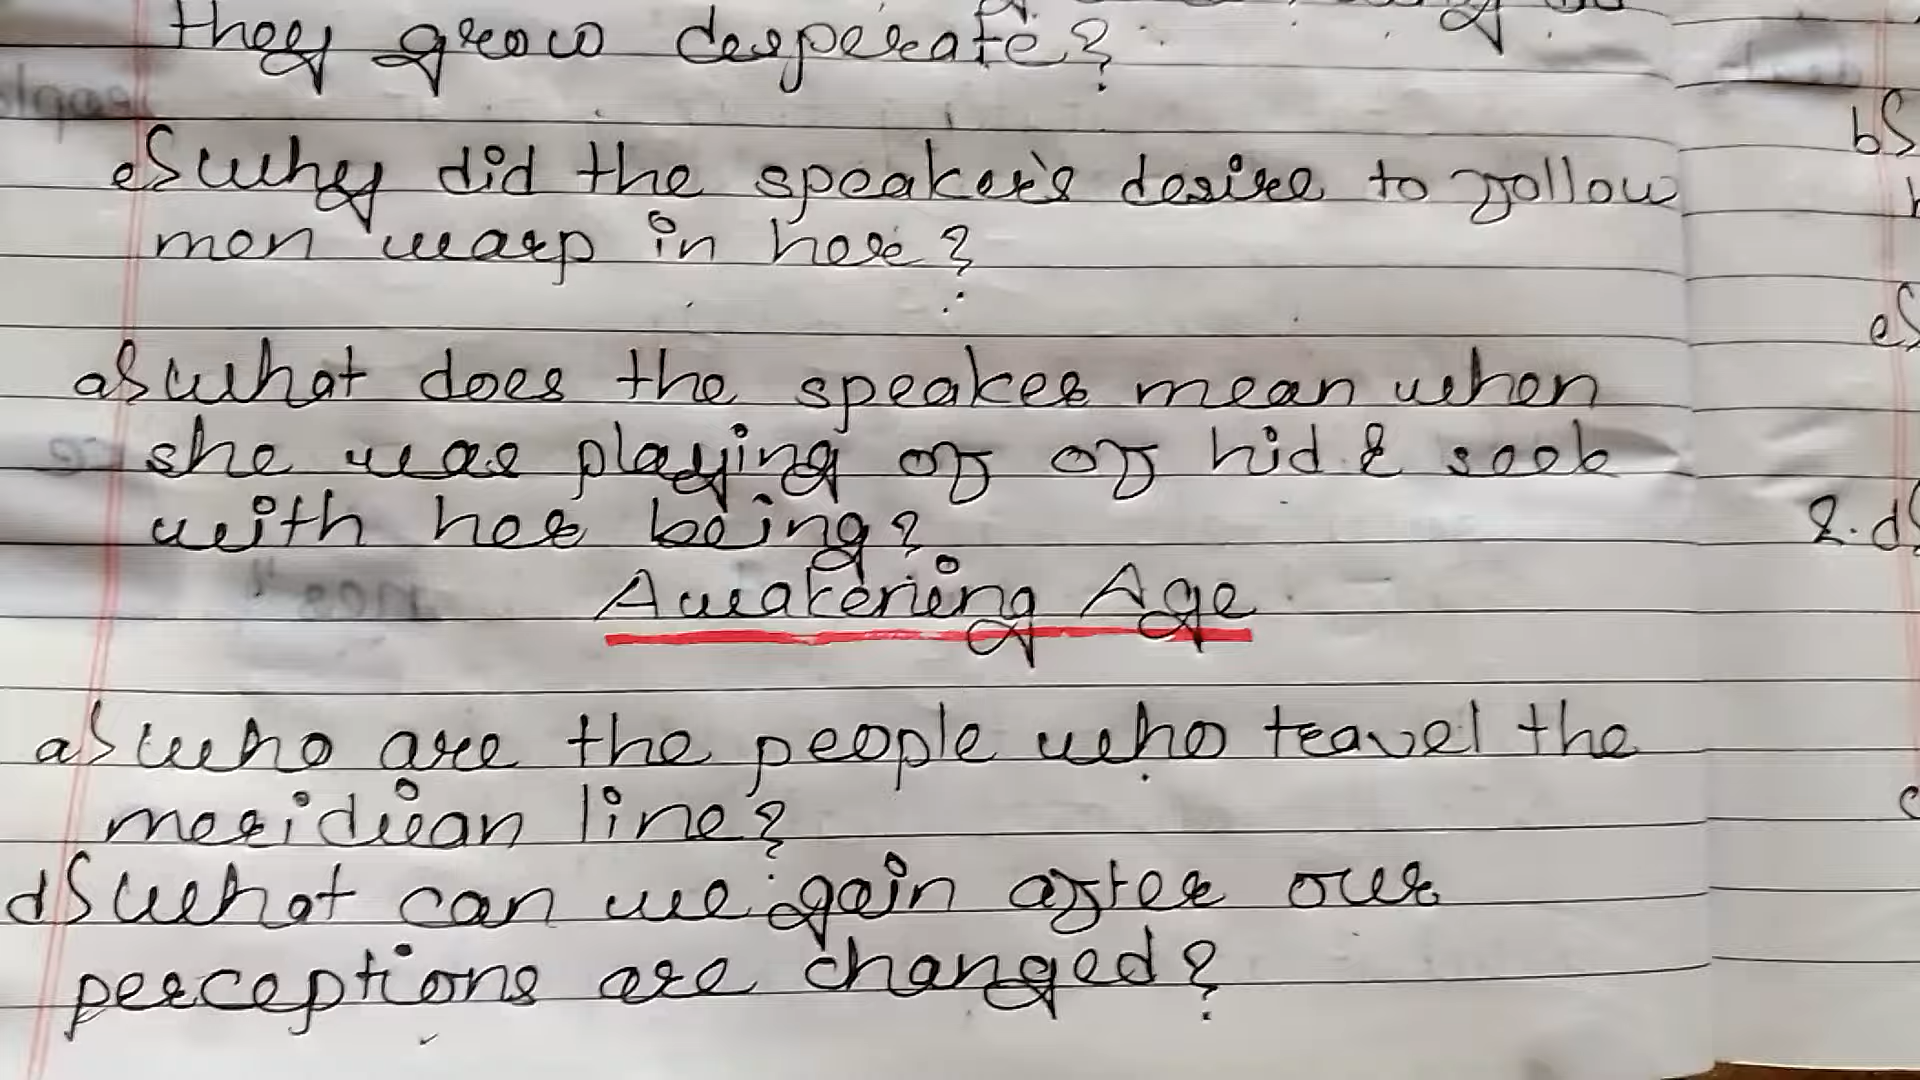 they grow desperate?
e) why did the speaker's desire to follow
men warp in her?
a) what does the speaker mean when
she was playing of of hid & seek
with her being?
Awakening Age
a) who are the people who travel the
meridian line?
d) what can we gain after our
perceptions are changed?
b)
e)
2. d)